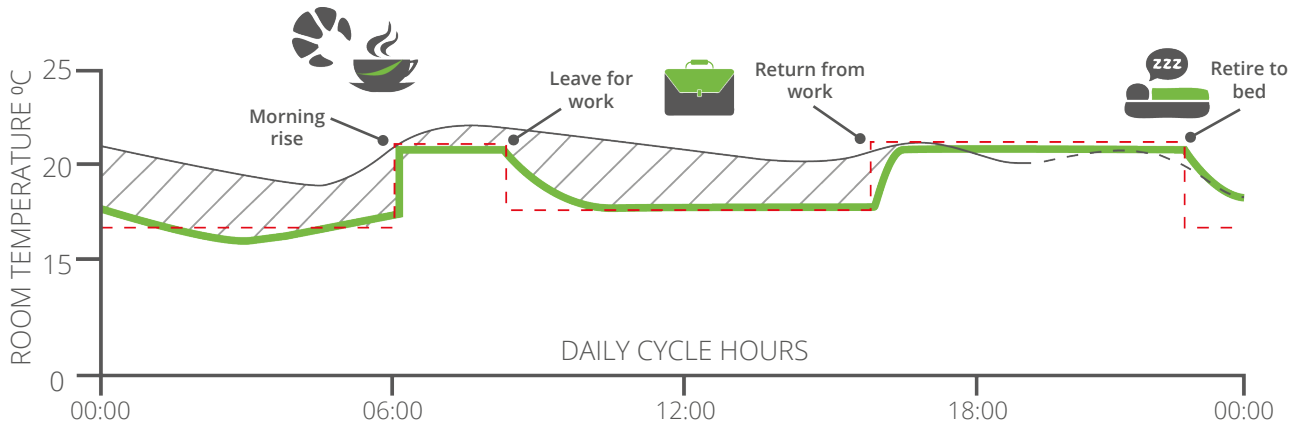 25
20
15
0
ROOM TEMPERATURE ºC
Morning
rise
Leave for
work
Return from
work
zzz
Retire to
bed
DAILY CYCLE HOURS
00:00
06:00
12:00
18:00
00:00